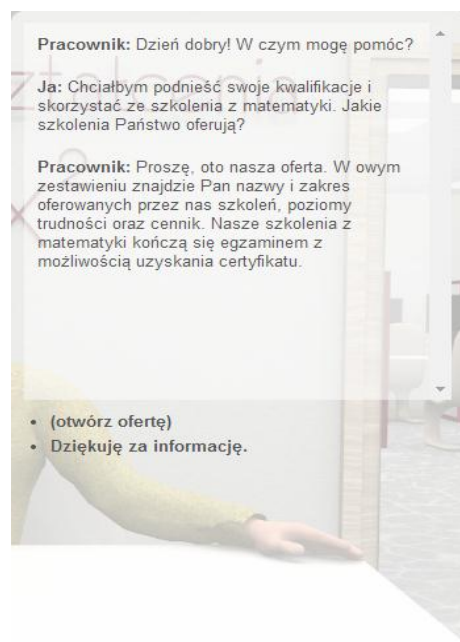 Pracownik: Dzień dobry! W czym mogę pomóc?
Ja: Chciałbym podnieść swoje kwalifikacje i
skorzystać ze szkolenia z matematyki. Jakie
szkolenia Państwo oferują?
Pracownik: Proszę, oto nasza oferta. W owym
zestawieniu znajdzie Pan nazwy i zakres
oferowanych przez nas szkoleń, poziomy
trudności oraz cennik. Nasze szkolenia z
matematyki kończą się egzaminem z
możliwością uzyskania certyfikatu.
• (otwórz ofertę)
• Dziękuję za informację.